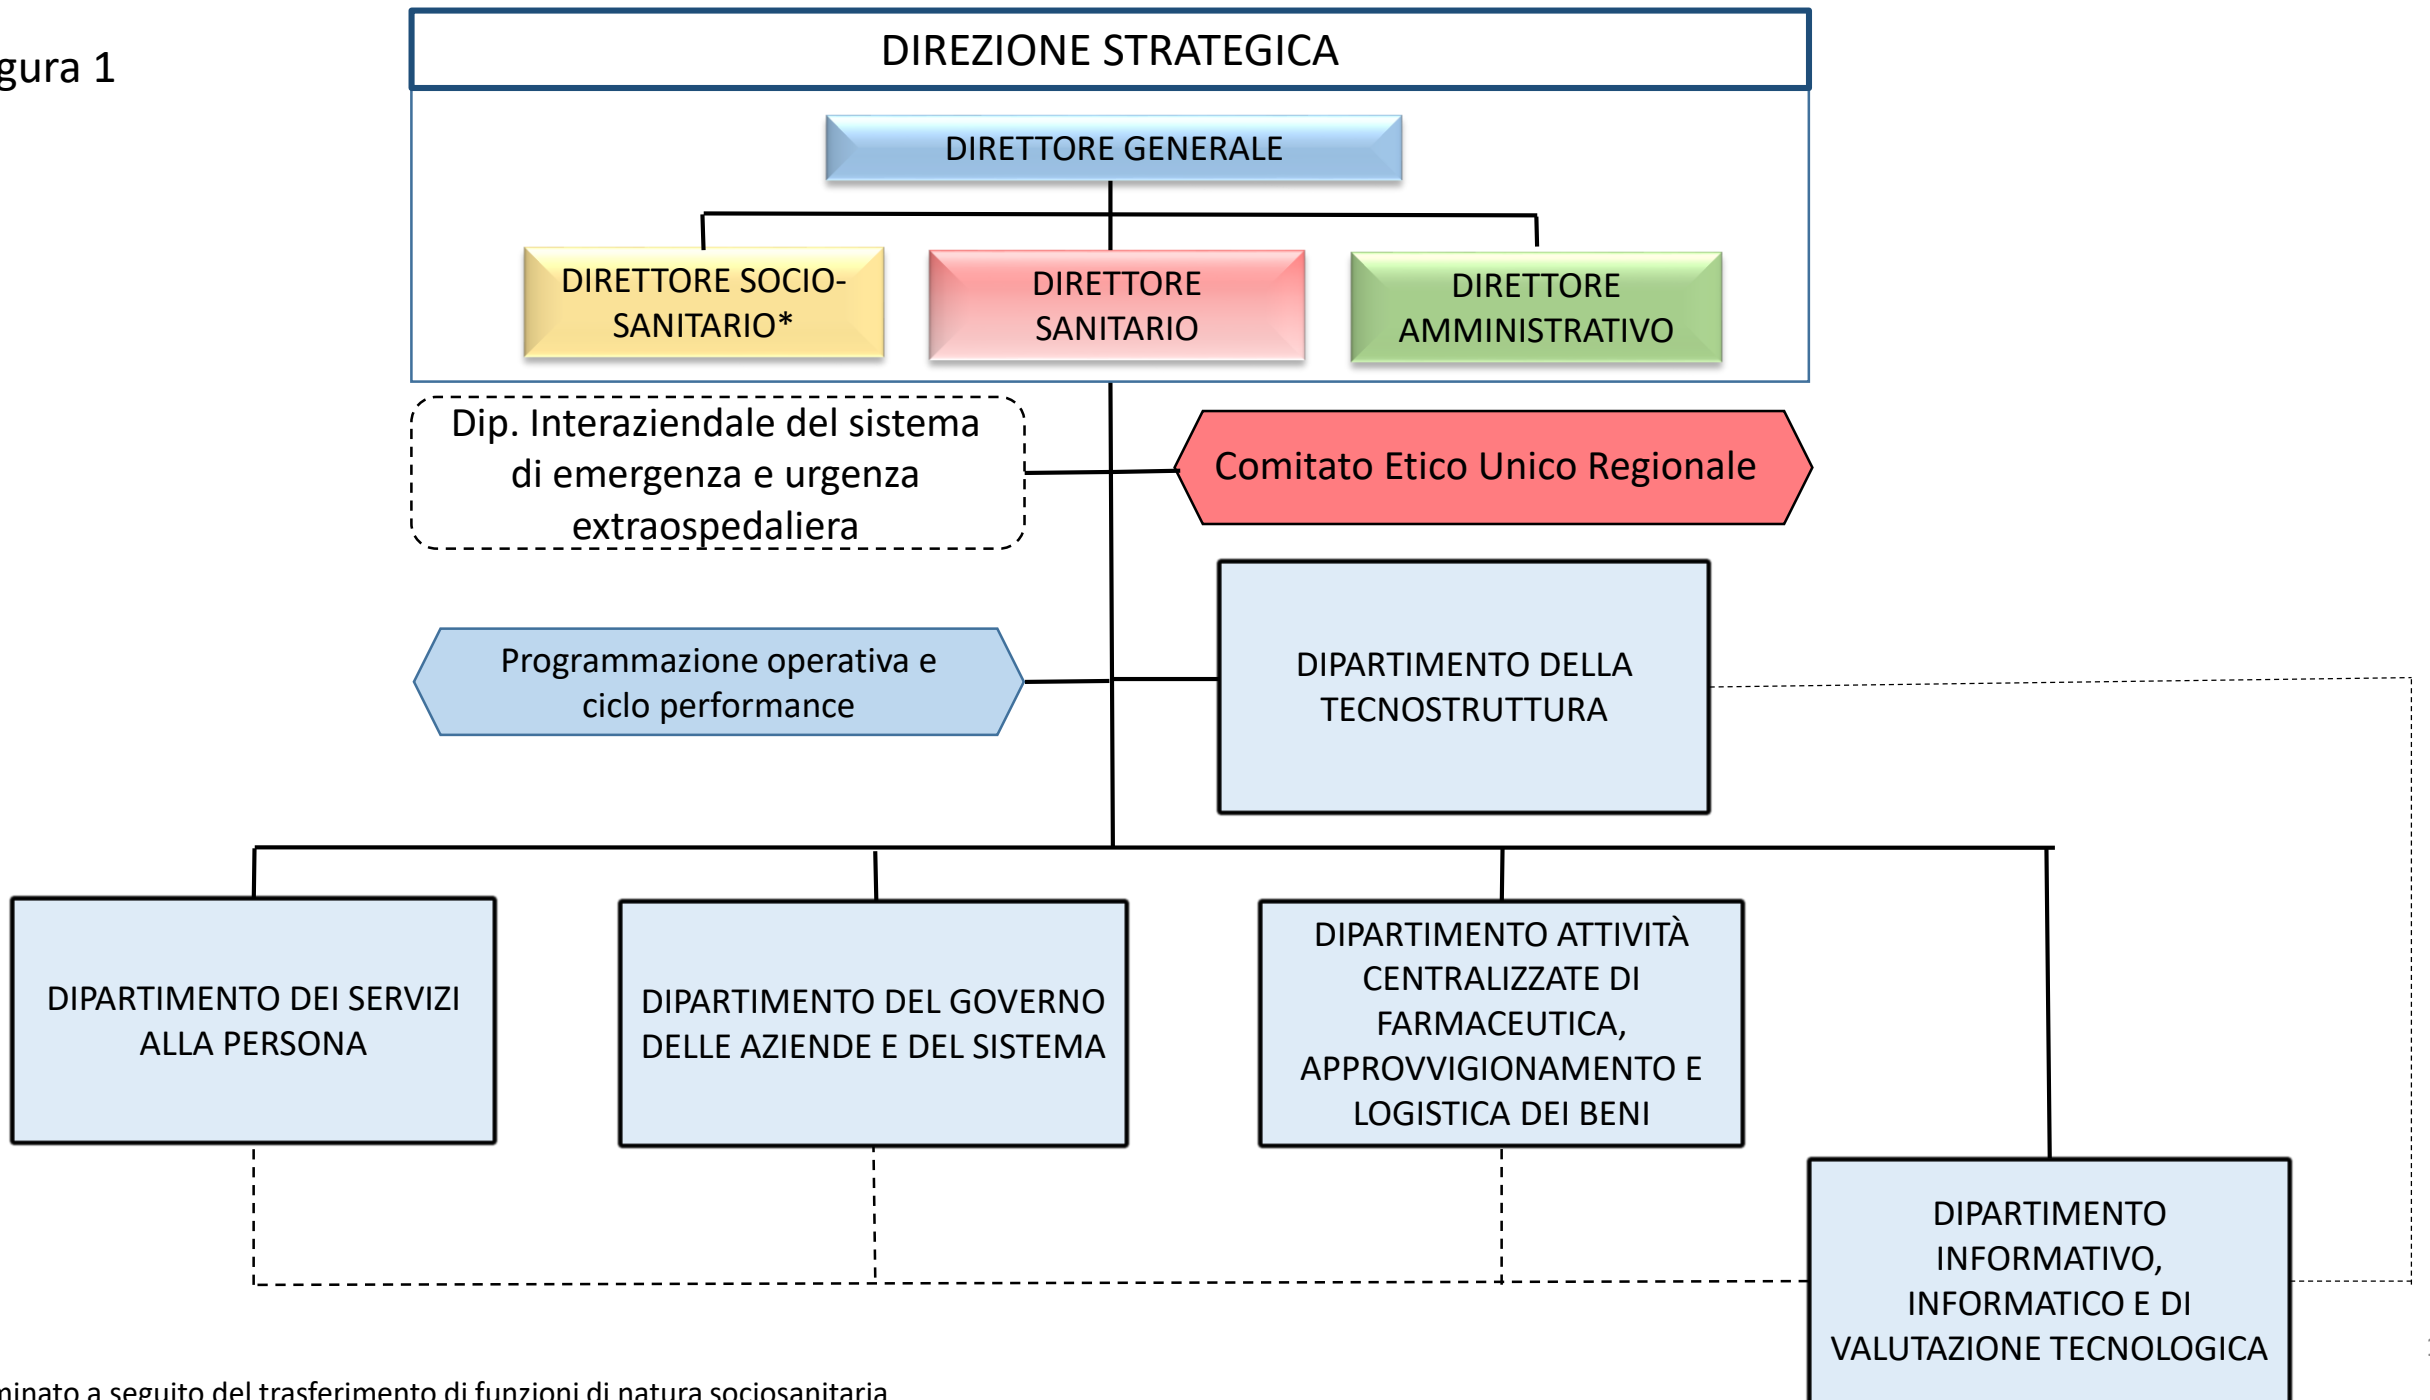 gura 1
DIREZIONE STRATEGICA
DIRETTORE GENERALE
DIRETTORE SOCIO-
SANITARIO*
DIRETTORE
SANITARIO
DIRETTORE
AMMINISTRATIVO
Dip. Interaziendale del sistema
di emergenza e urgenza
extraospedaliera
Comitato Etico Unico Regionale
Programmazione operativa e
ciclo performance
DIPARTIMENTO DELLA
TECNOSTRUTTURA
DIPARTIMENTO DEI SERVIZI
ALLA PERSONA
DIPARTIMENTO DEL GOVERNO
DELLE AZIENDE E DEL SISTEMA
DIPARTIMENTO ATTIVITÀ
CENTRALIZZATE DI
FARMACEUTICA,
APPROVVIGIONAMENTO E
LOGISTICA DEI BENI
DIPARTIMENTO
INFORMATIVO,
INFORMATICO E DI
VALUTAZIONE TECNOLOGICA
minato a seguito del trasferimento di funzioni di natura sociosanitaria